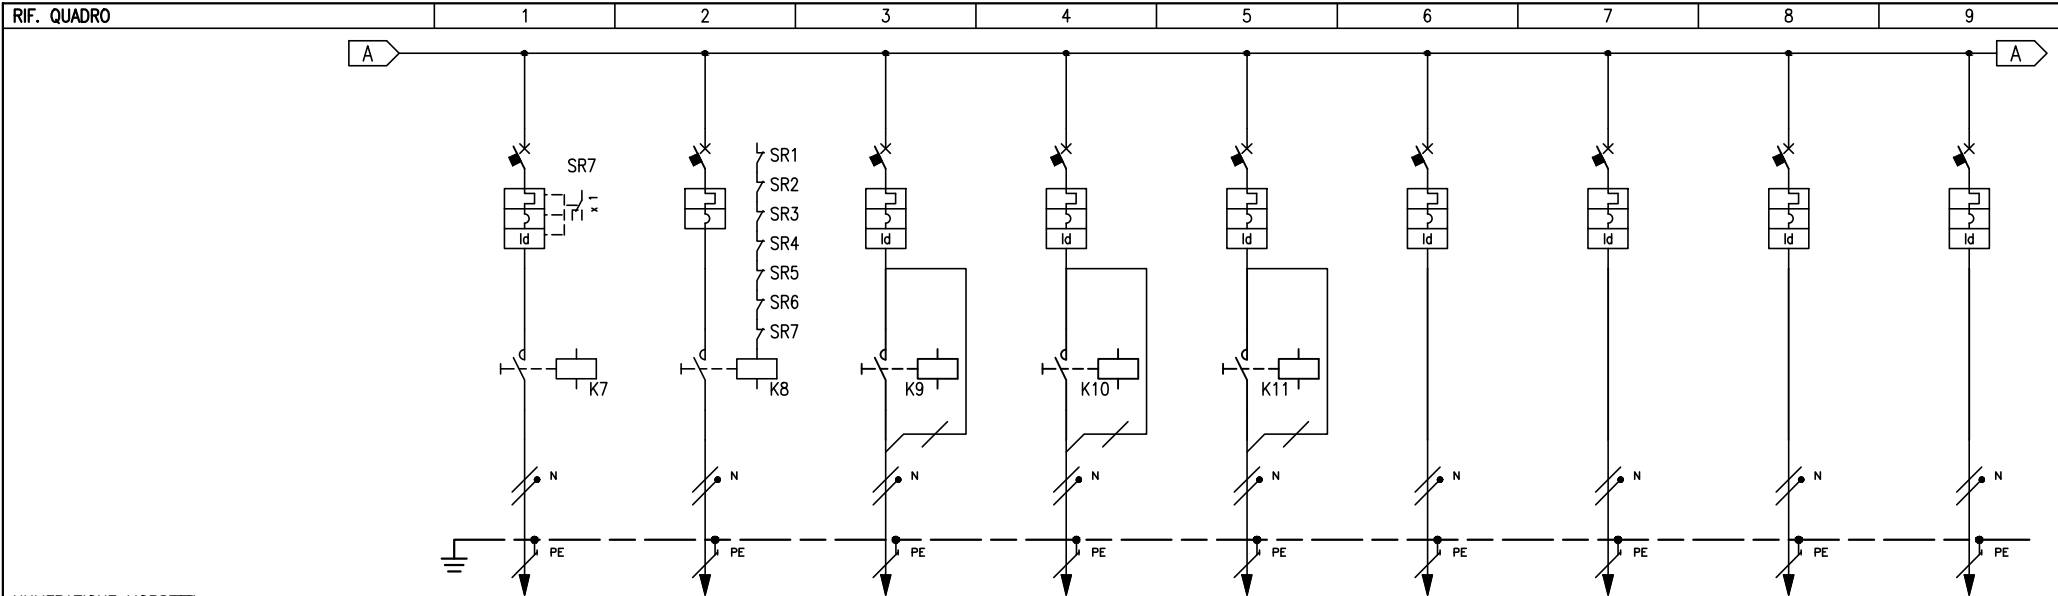 RIF. QUADRO 1 2 3 4 5 6 7 8 9
A A
SR7 x 1
SR1
SR2
SR3
SR4
SR5
SR6
SR7
Id Id Id Id Id Id Id Id
K7 K8 K9 K10 K11
N N N N N N N N N
PE PE PE PE PE PE PE PE PE